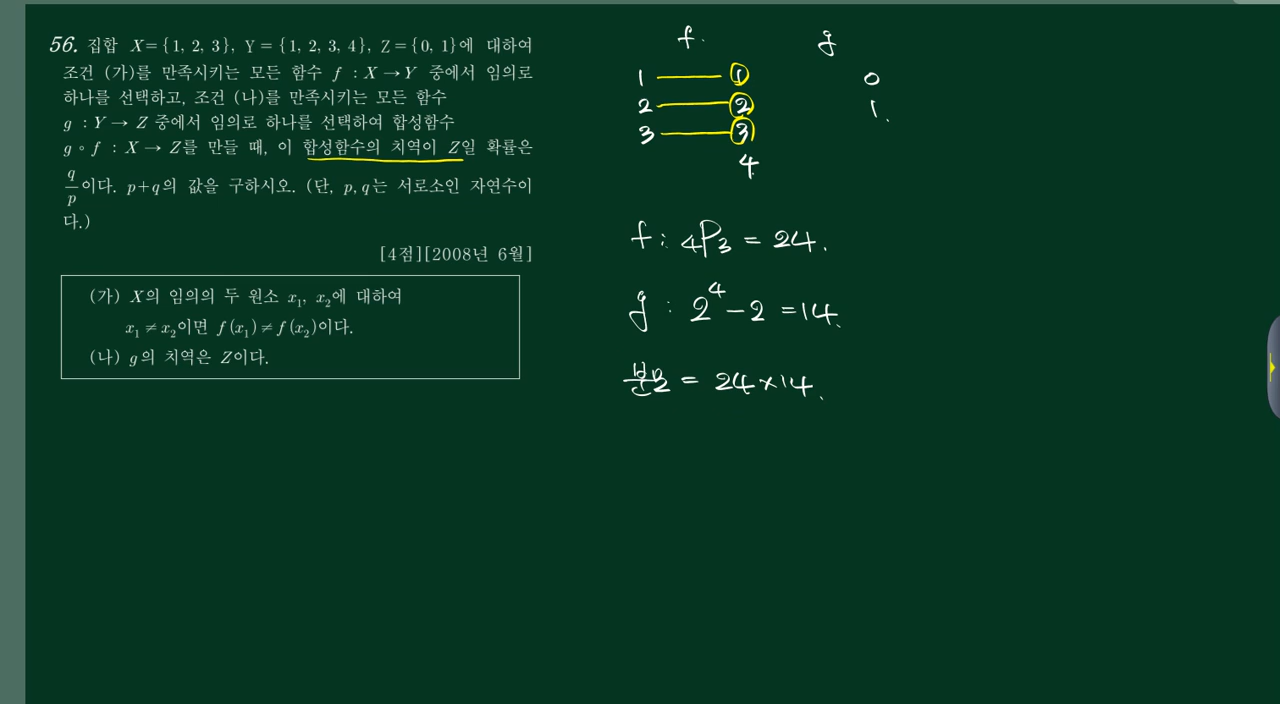 56. 집합 X={1, 2, 3}, Y={1, 2, 3, 4}, Z={0, 1}에 대하여
조건 (가)를 만족시키는 모든 함수 f : X→Y 중에서 임의로
하나를 선택하고, 조건 (나)를 만족시키는 모든 함수
g : Y→Z 중에서 임의로 하나를 선택하여 합성함수
g∘f : X→Z를 만들 때, 이 합성함수의 치역이 Z일 확률은
q/p이다. p+q의 값을 구하시오. (단, p, q는 서로소인 자연수이
다.)
[4점][2008년 6월]
(가) X의 임의의 두 원소 x₁, x₂에 대하여
x₁≠x₂이면 f(x₁)≠f(x₂)이다.
(나) g의 치역은 Z이다.
f. g
1 ① 0
2 ② 1.
3 ③
4
f : ₄P₃ = 24.
g : 2⁴-2 =14.
분모 = 24×14.